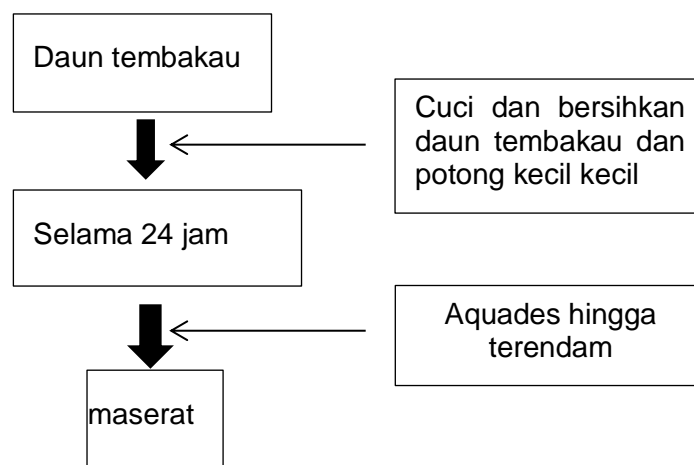 Daun tembakau
Cuci dan bersihkan
daun tembakau dan
potong kecil kecil
Selama 24 jam
Aquades hingga
terendam
maserat